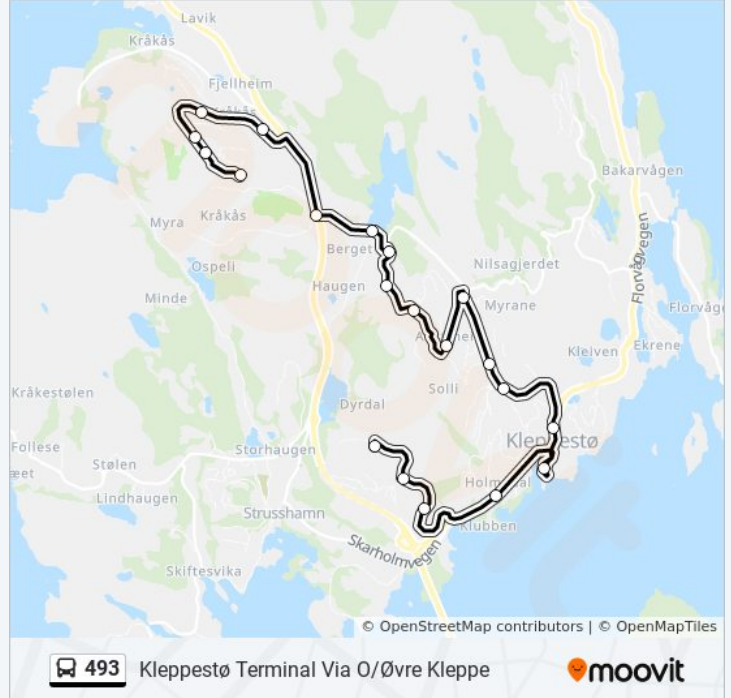 Lavik
Kråkås
Fjellheim
Bakarvågen
Myra
Kråkås
Florvågvegen
Berget
Ospeli
Nilsagjerdet
Haugen
Minde
Myrane
Florvåg
Kleiven
Ekrene
Kråkestølen
Solli
Dyrdal
Kleppestø
Follese
Storhaugen
Stølen
Lindhaugen
Strusshamn
Klubben
Skarholmvegen
Skiftesvika
© OpenStreetMap contributors | © OpenMapTiles
493 Kleppestø Terminal Via O/Øvre Kleppe
moovit